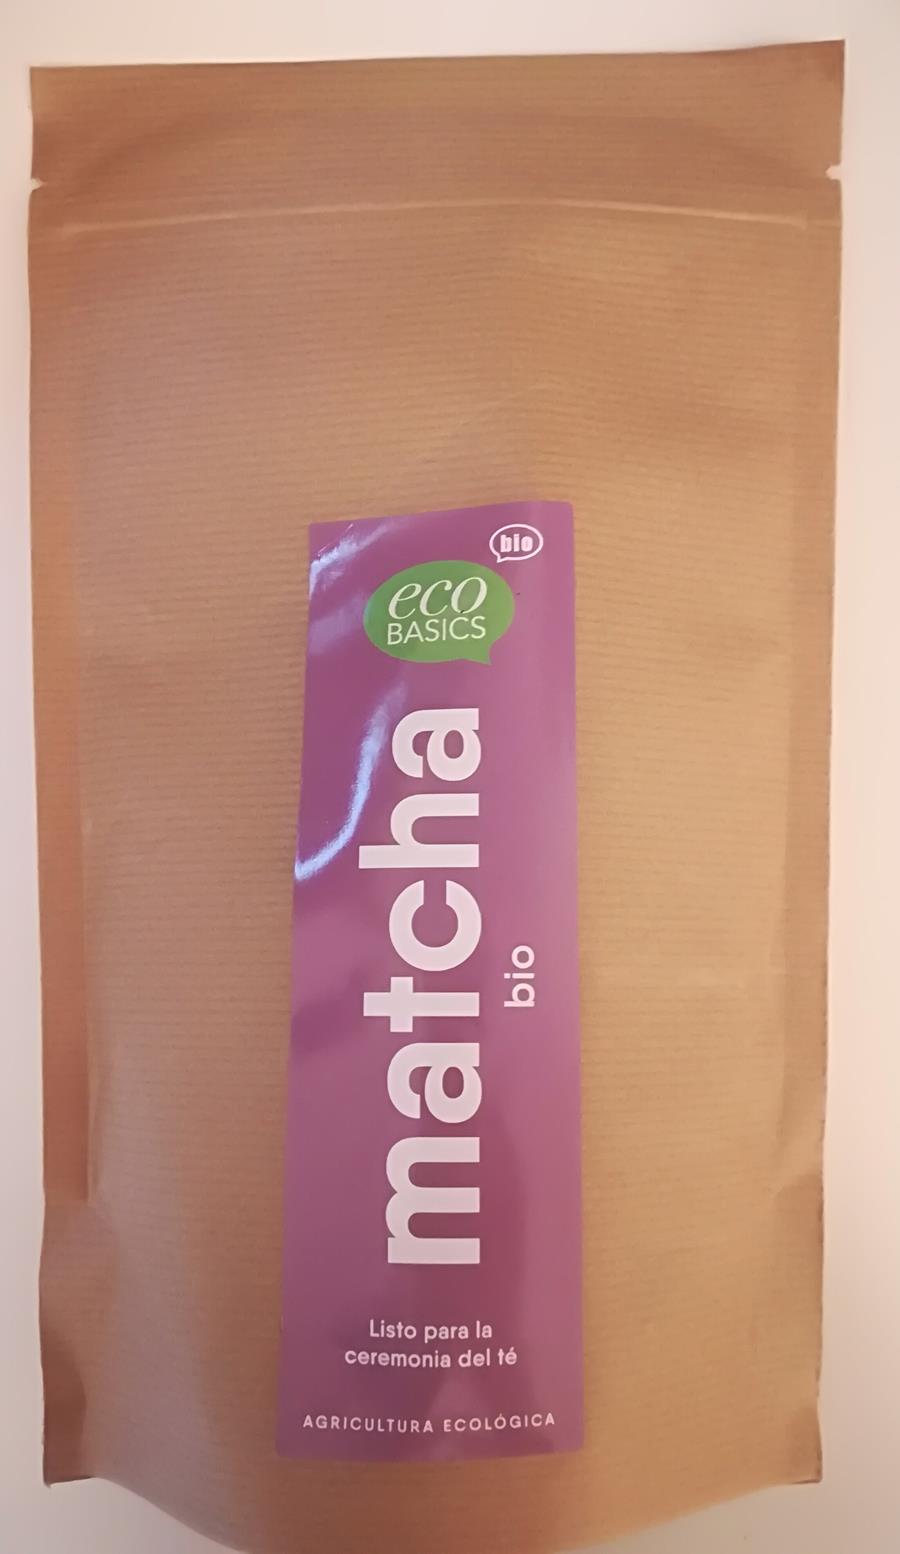 bio
eco
BASICS
matcha
bio
Listo para la
ceremonia del té
AGRICULTURA ECOLÓGICA